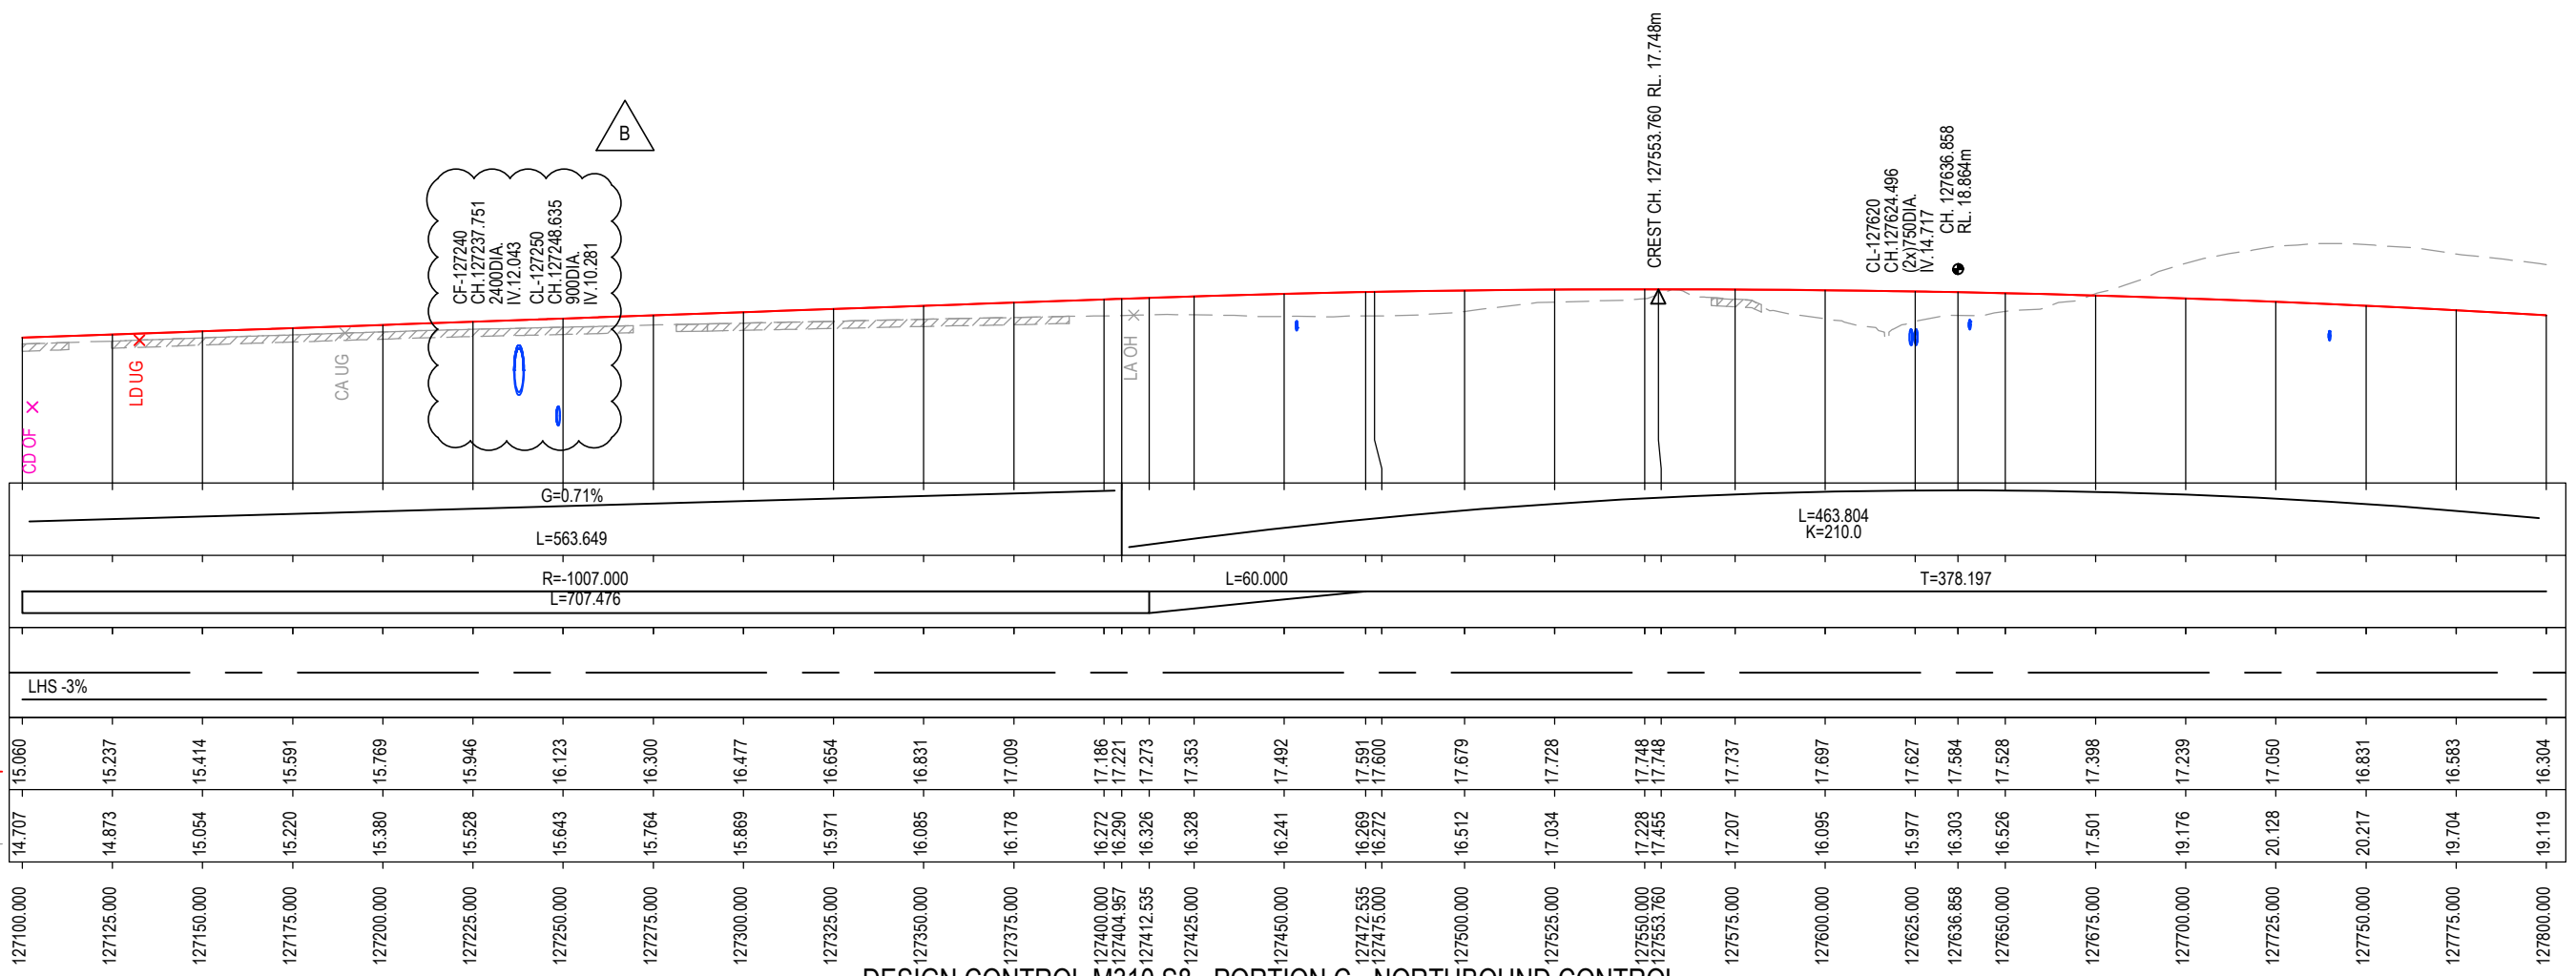 B
CREST CH. 127553.760 RL. 17.748m
CF-127240
CH.127237.751
2400DIA.
IV.12.043
CL-127250
CH.127248.635
900DIA.
IV.10.281
CL-127620
CH.127624.496
(2x)750DIA.
IV.14.717
CH. 127636.858
RL. 18.864m
CD OF
LD UG
CA UG
LA OH
G=0.71%
L=563.649
L=463.804
K=210.0
R=-1007.000
L=707.476
L=60.000
T=378.197
LHS -3%
15.060 15.237 15.414 15.591 15.769 15.946 16.123 16.300 16.477 16.654 16.831 17.009 17.186 17.221 17.273 17.353 17.492 17.591 17.600 17.679 17.728 17.748 17.748 17.737 17.697 17.627 17.584 17.528 17.398 17.239 17.050 16.831 16.583 16.304
14.707 14.873 15.054 15.220 15.380 15.528 15.643 15.764 15.869 15.971 16.085 16.178 16.272 16.290 16.326 16.328 16.241 16.269 16.272 16.512 17.034 17.228 17.455 17.207 16.095 15.977 16.303 16.526 17.501 19.176 20.128 20.217 19.704 19.119
127100.000 127125.000 127150.000 127175.000 127200.000 127225.000 127250.000 127275.000 127300.000 127325.000 127350.000 127375.000 127400.000 127404.957 127412.535 127425.000 127450.000 127472.535 127475.000 127500.000 127525.000 127550.000 127553.760 127575.000 127600.000 127625.000 127636.858 127650.000 127675.000 127700.000 127725.000 127750.000 127775.000 127800.000
DESIGN CONTROL M310 S8 - PORTION C - NORTHBOUND CONTROL